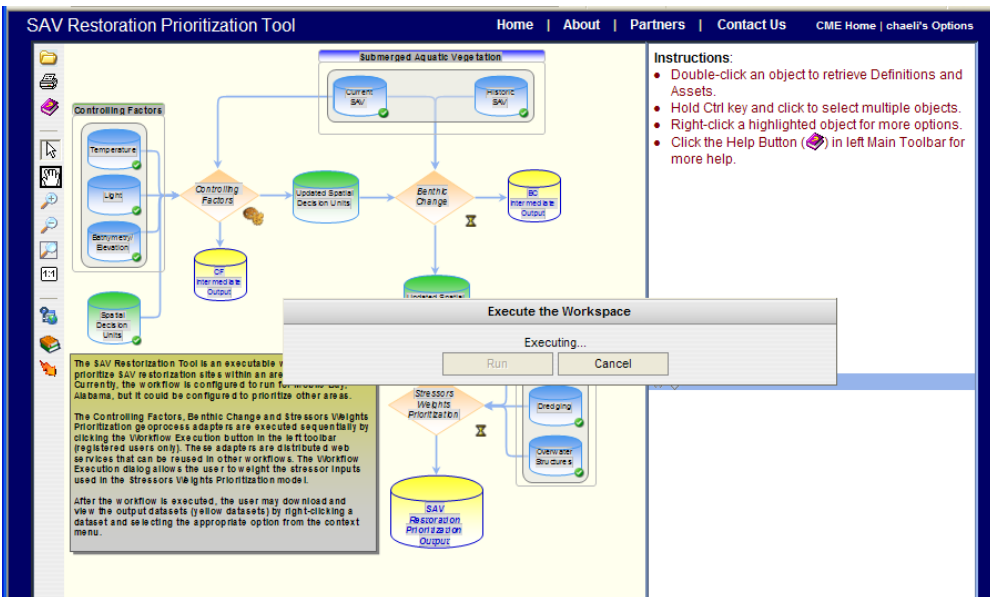 SAV Restoration Prioritization Tool
Home | About | Partners | Contact Us
CME Home | chaeli's Options
Submerged Aquatic Vegetation
Current
SAV
Historic
SAV
Controlling Factors
Temperature
Light
Bathymetry/
Elevation
Controlling
Factors
Updated Spatial
Decision Units
Benthic
Change
BC
Intermediate
Output
CF
Intermediate
Output
Updated Spatial
Spatial
Decision
Units
1:1
Instructions:
Double-click an object to retrieve Definitions and
Assets.
Hold Ctrl key and click to select multiple objects.
Right-click a highlighted object for more options.
Click the Help Button ( ) in left Main Toolbar for
more help.
Execute the Workspace
Executing...
Run
Cancel
The SAV Restorization Tool is an executable
prioritize SAV restorization sites within an
Currently, the workflow is configured to run for Mobile Bay,
Alabama, but it could be configured to prioritize other areas.
The Controlling Factors, Benthic Change and Stressors Weights
Prioritization geoprocess adapters are executed sequentially by
clicking the Workflow Execution button in the left toolbar
(registered users only). These adapters are distributed web
services that can be reused in other workflows. The Workflow
Execution dialog allows the user to weight the stressor inputs
used in the Stressors Weights Prioritization model.
After the workflow is executed, the user may download and
view the output datasets (yellow datasets) by right-clicking a
dataset and selecting the appropriate option from the context
menu.
Stressors
Weights
Prioritization
Dredging
Overwater
Structures
SAV
Restoration
Prioritization
Output